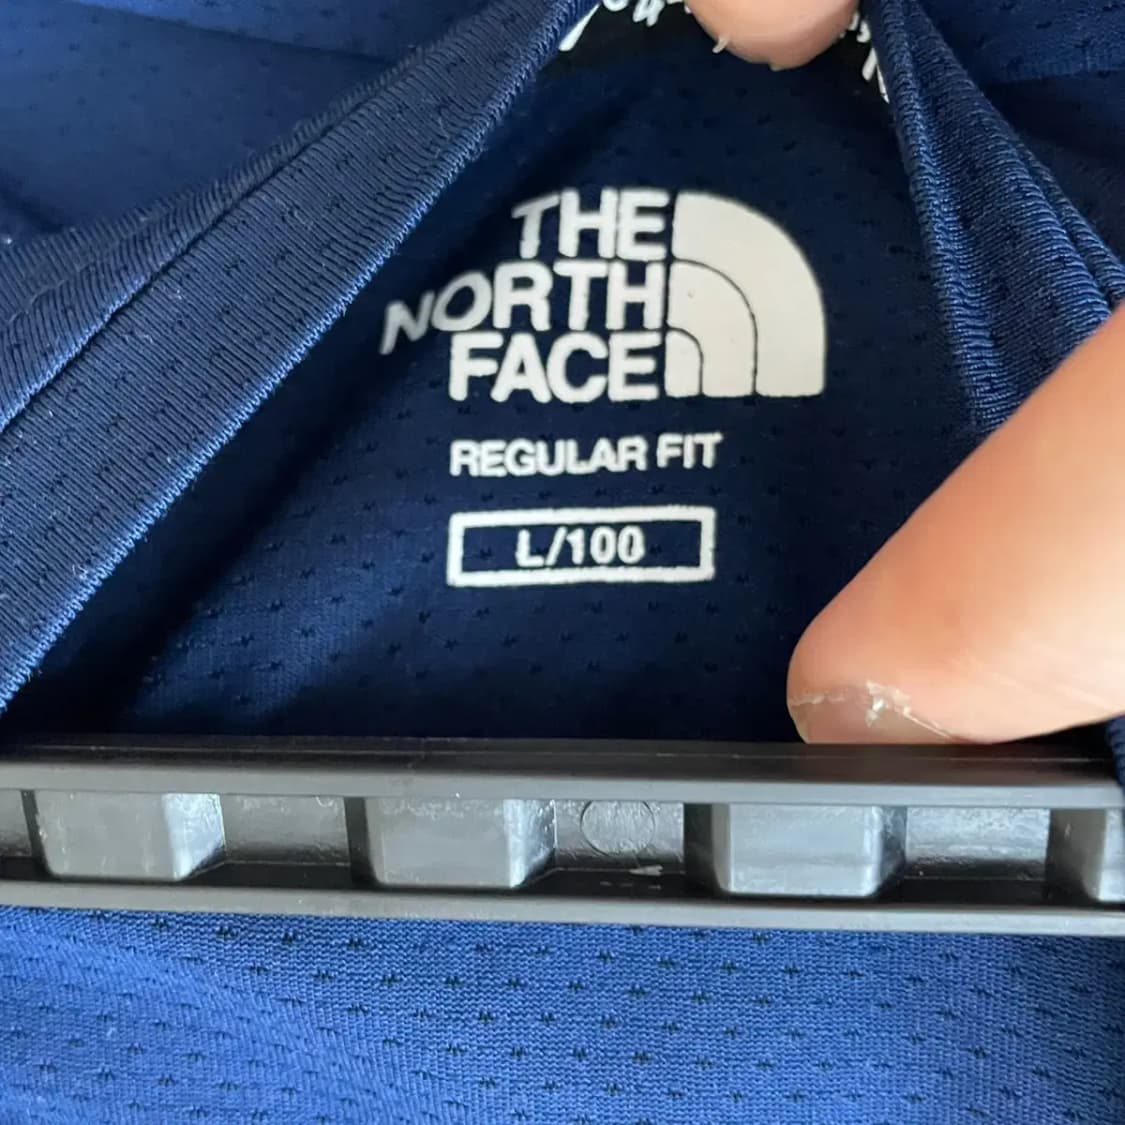 THE
NORTH
FACE
REGULAR FIT
L/100